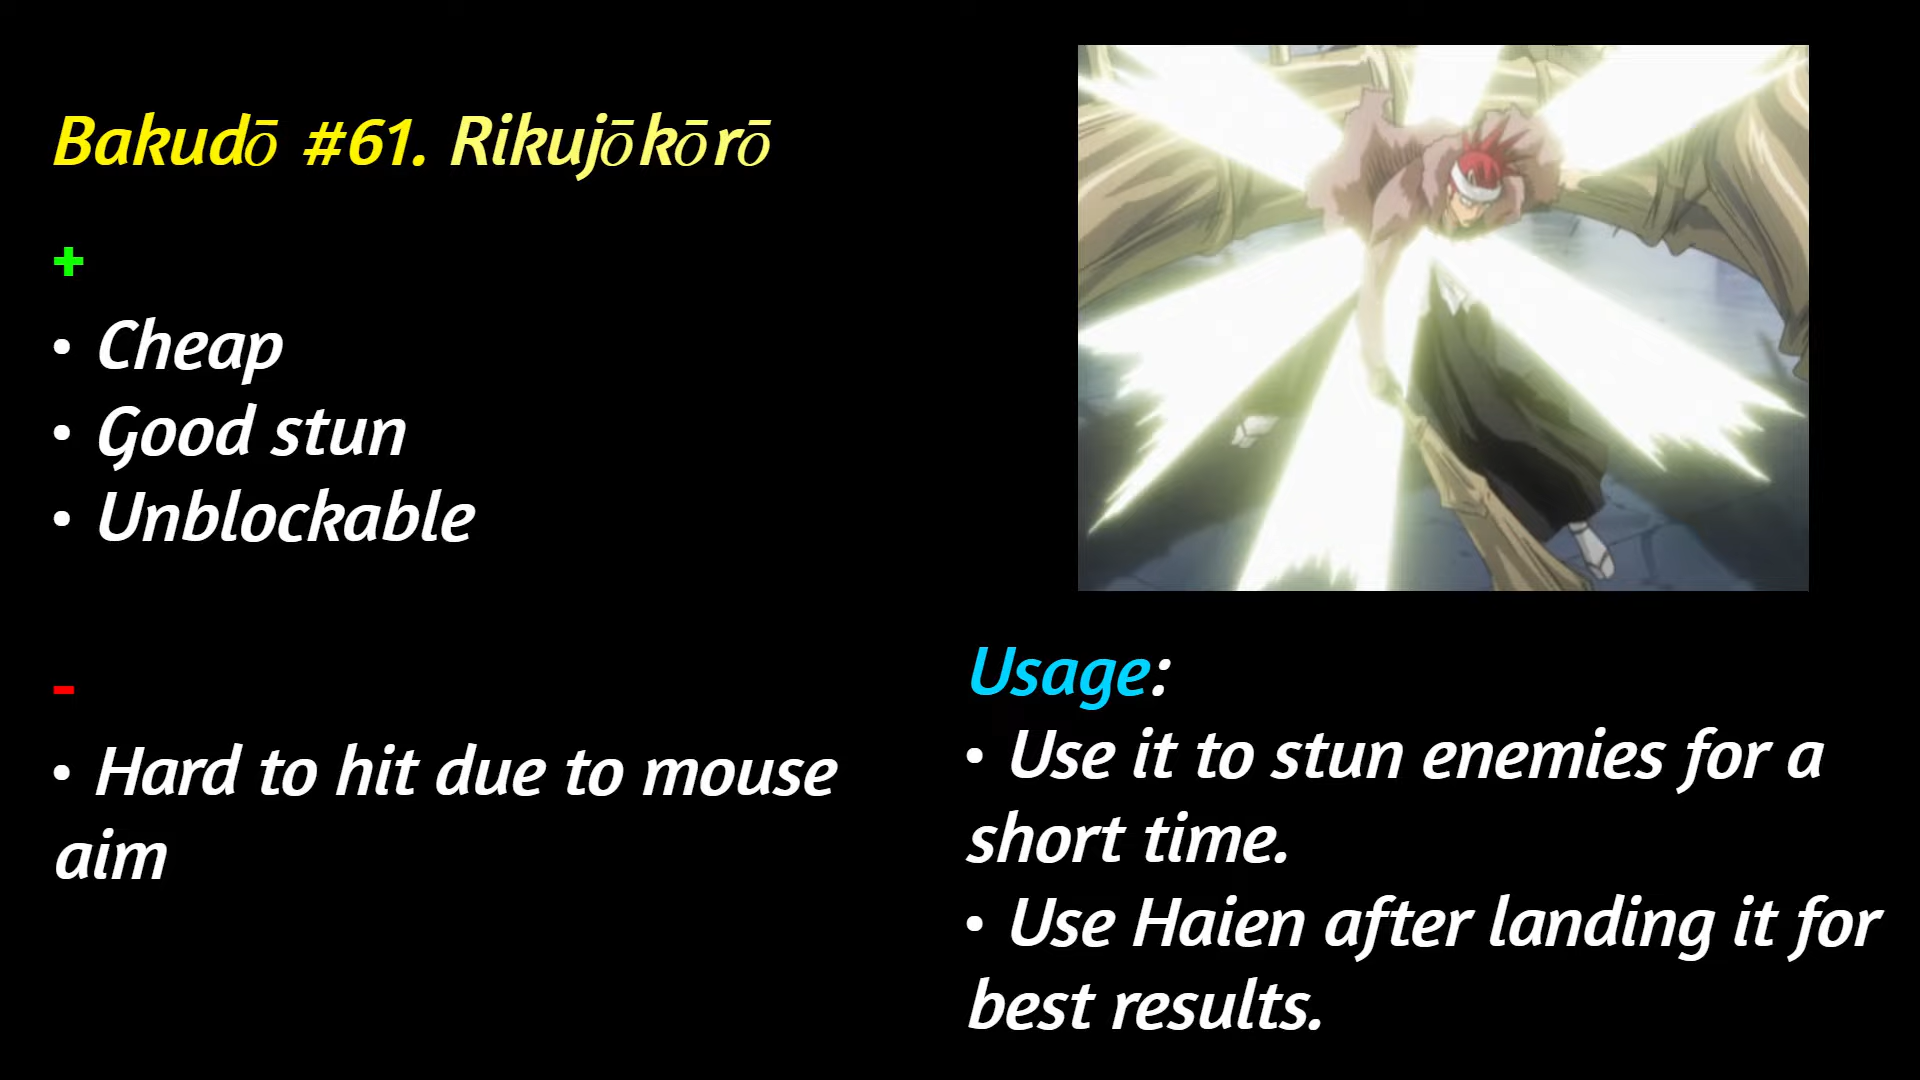 Bakudō #61. Rikujōkōrō
+
• Cheap
• Good stun
• Unblockable
-
• Hard to hit due to mouse
aim
Usage:
• Use it to stun enemies for a
short time.
• Use Haien after landing it for
best results.